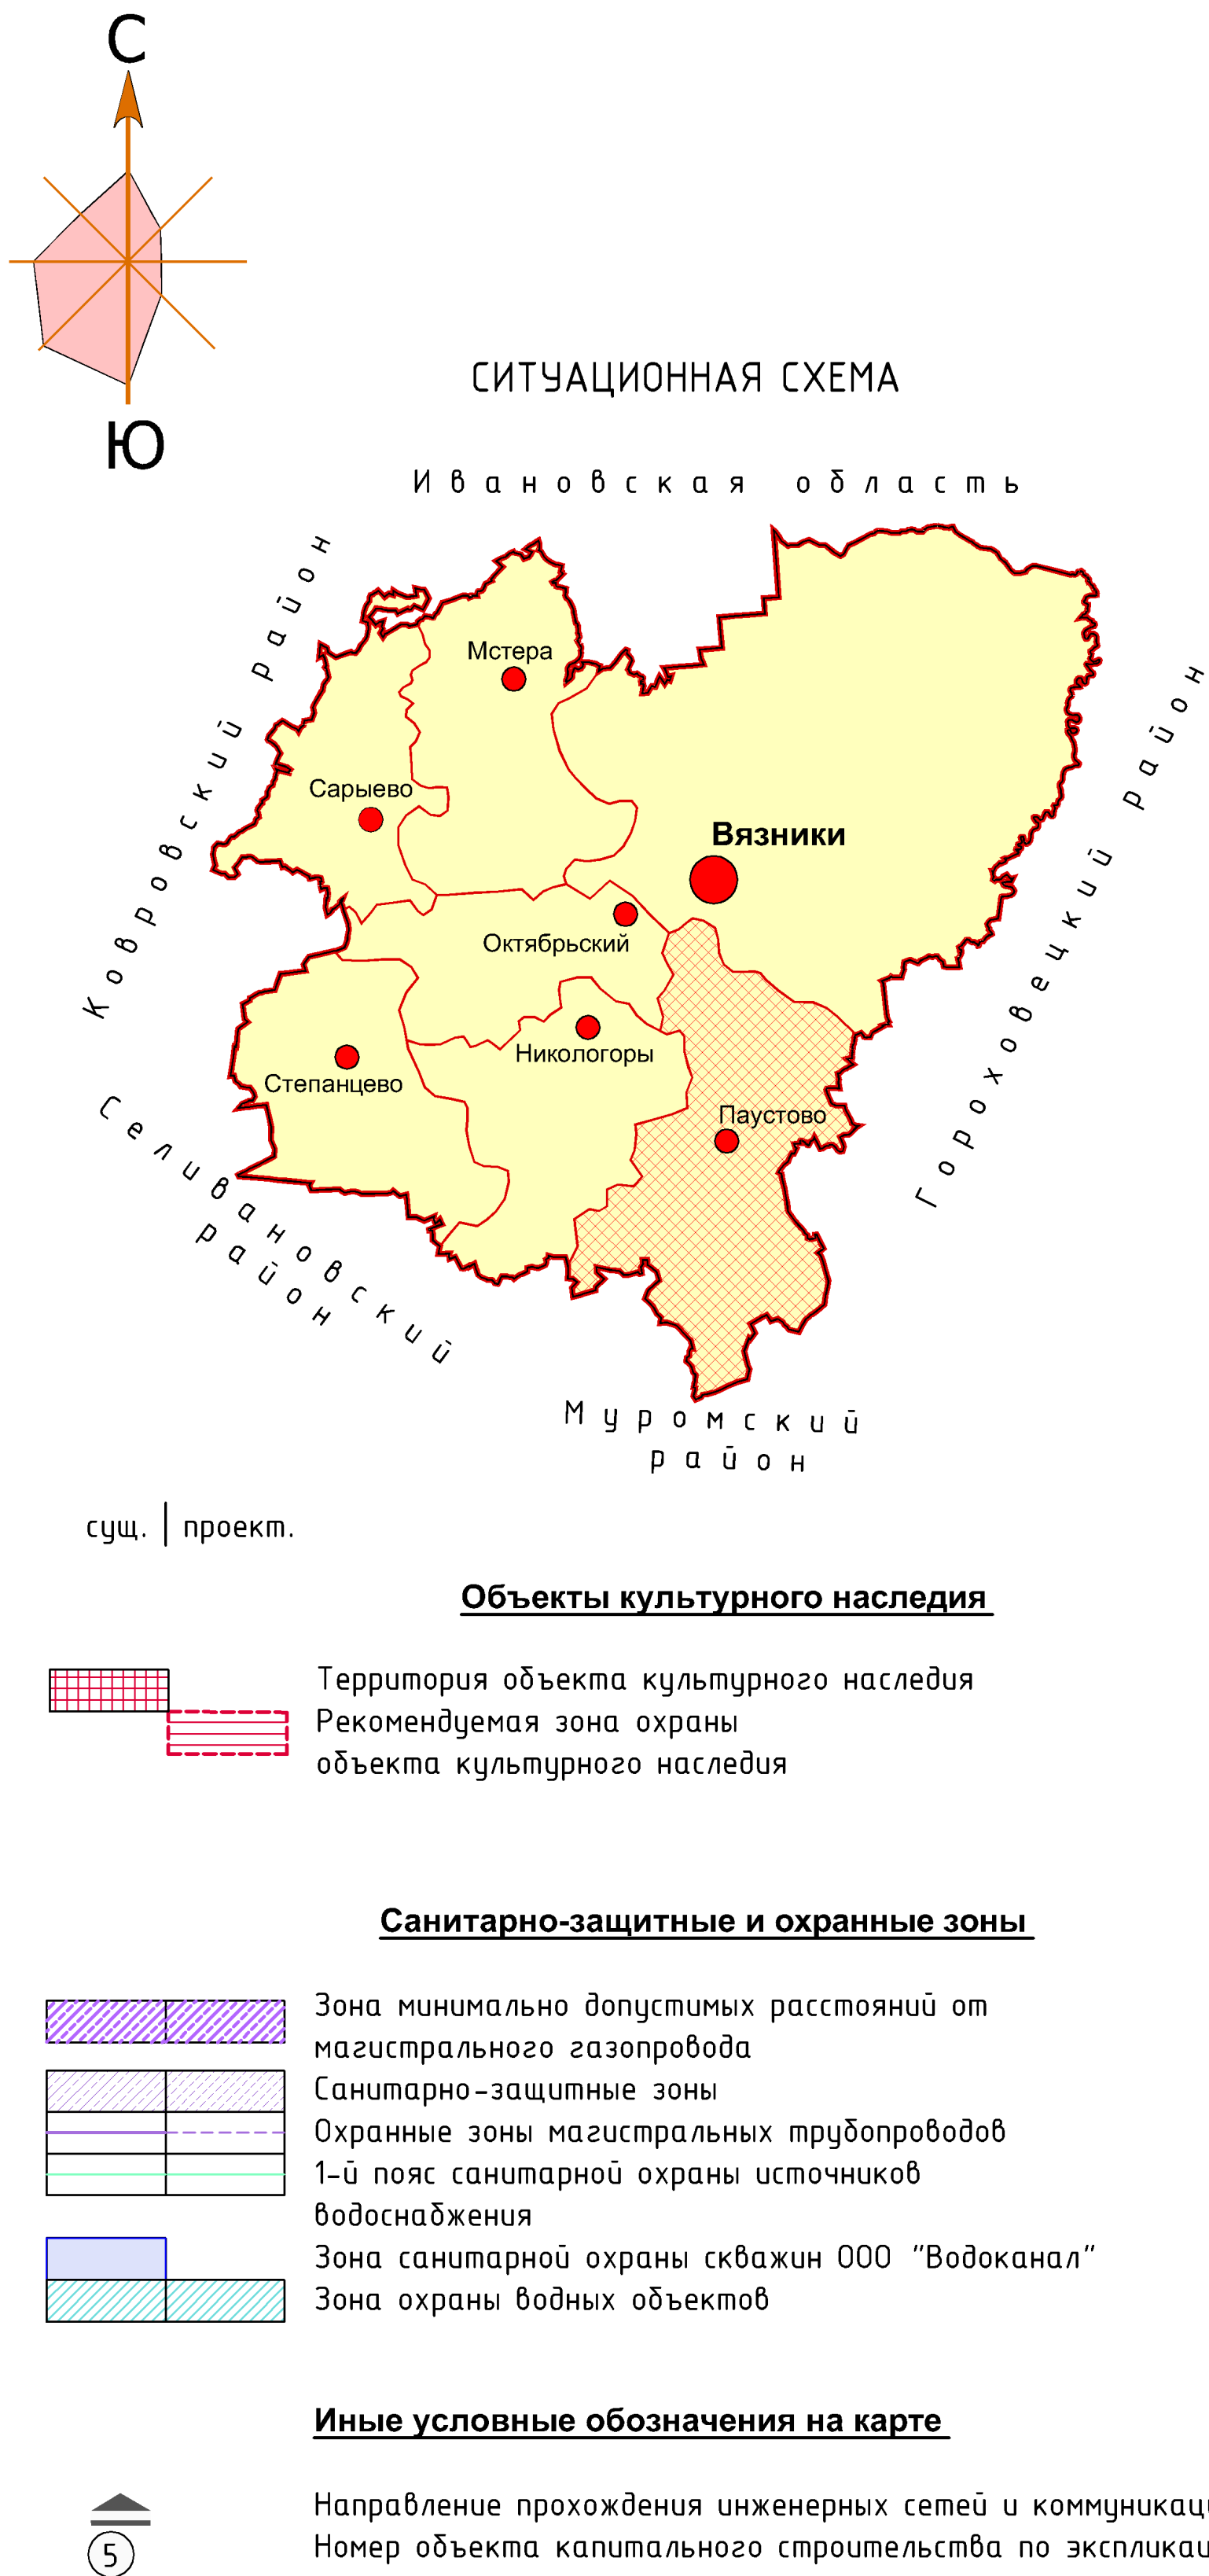 С
Ю
СИТУАЦИОННАЯ СХЕМА
Ивановская область
Ковровский район
Мстера
Сарыево
Вязники
Октябрьский
Никологоры
Степанцево
Паустово
Гороховецкий район
Селивановский
район
Муромский
район
сущ. | проект.
Объекты культурного наследия
Территория объекта культурного наследия
Рекомендуемая зона охраны
объекта культурного наследия
Санитарно-защитные и охранные зоны
Зона минимально допустимых расстояний от
магистрального газопровода
Санитарно-защитные зоны
Охранные зоны магистральных трубопроводов
1-й пояс санитарной охраны источников
водоснабжения
Зона санитарной охраны скважин ООО "Водоканал"
Зона охраны водных объектов
Иные условные обозначения на карте
Направление прохождения инженерных сетей и коммуникац
5 Номер объекта капитального строительства по экспликац